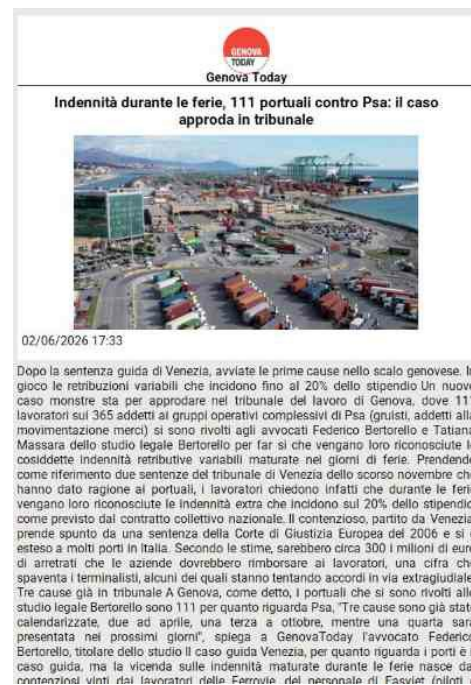 GENOVA
TODAY
Genova Today
Indennità durante le ferie, 111 portuali contro Psa: il caso
approda in tribunale
02/06/2026 17:33
Dopo la sentenza guida di Venezia, avviate le prime cause nello scalo genovese. In
gioco le retribuzioni variabili che incidono fino al 20% dello stipendio Un nuovo
caso monstre sta per approdare nel tribunale del lavoro di Genova, dove 111
lavoratori sui 365 addetti ai gruppi operativi complessivi di Psa (gruisti, addetti alla
movimentazione merci) si sono rivolti agli avvocati Federico Bertorello e Tatiana
Massara dello studio legale Bertorello per far sì che vengano loro riconosciute le
cosiddette indennità retributive variabili maturate nei giorni di ferie. Prendendo
come riferimento due sentenze del tribunale di Venezia dello scorso novembre che
hanno dato ragione ai portuali, i lavoratori chiedono infatti che durante le ferie
vengano loro riconosciute le indennità extra che incidono sul 20% dello stipendio,
come previsto dal contratto collettivo nazionale. Il contenzioso, partito da Venezia,
prende spunto da una sentenza della Corte di Giustizia Europea del 2006 e si è
esteso a molti porti in Italia. Secondo le stime, sarebbero circa 300 i milioni di euro
di arretrati che le aziende dovrebbero rimborsare ai lavoratori, una cifra che
spaventa i terminalisti, alcuni dei quali stanno tentando accordi in via extragiudiale.
Tre cause già in tribunale A Genova, come detto, i portuali che si sono rivolti allo
studio legale Bertorello sono 111 per quanto riguarda Psa, "Tre cause sono già state
calendarizzate, due ad aprile, una terza a ottobre, mentre una quarta sarà
presentata nei prossimi giorni", spiega a GenovaToday l'avvocato Federico
Bertorello, titolare dello studio Il caso guida Venezia, per quanto riguarda i porti è il
caso guida, ma la vicenda sulle indennità maturate durante le ferie nasce dai
contenziosi vinti dai lavoratori delle Ferrovie, del personale di Easyjet (piloti e